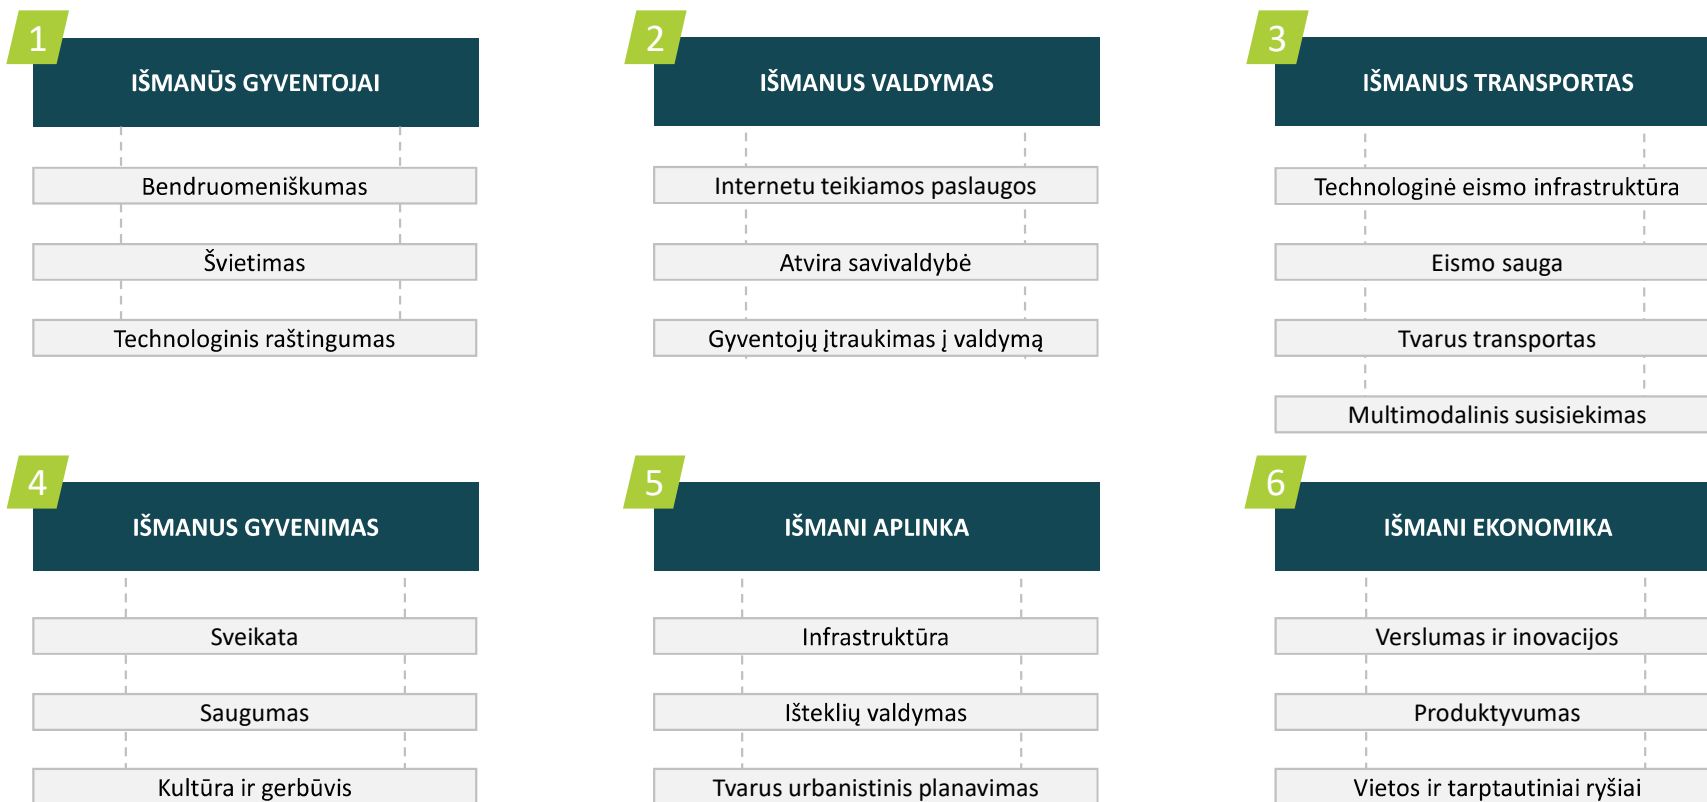 1
IŠMANŪS GYVENTOJAI
Bendruomeniškumas
Švietimas
Technologinis raštingumas
2
IŠMANUS VALDYMAS
Internetu teikiamos paslaugos
Atvira savivaldybė
Gyventojų įtraukimas į valdymą
3
IŠMANUS TRANSPORTAS
Technologinė eismo infrastruktūra
Eismo sauga
Tvarus transportas
Multimodalinis susisiekimas
4
IŠMANUS GYVENIMAS
Sveikata
Saugumas
Kultūra ir gerbūvis
5
IŠMANI APLINKA
Infrastruktūra
Išteklių valdymas
Tvarus urbanistinis planavimas
6
IŠMANI EKONOMIKA
Verslumas ir inovacijos
Produktyvumas
Vietos ir tarptautiniai ryšiai